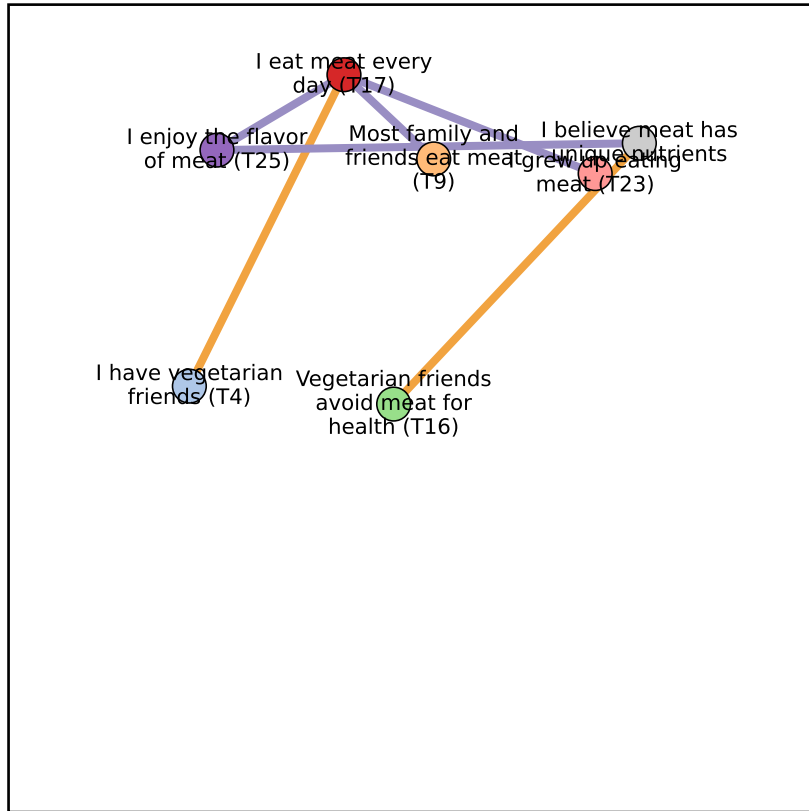 I eat meat every
day (T17)
I enjoy the flavor
of meat (T25)
Most family and
friends eat meat
(T9)
I believe meat has
unique nutrients
I grew up eating
meat (T23)
I have vegetarian
friends (T4)
Vegetarian friends
avoid meat for
health (T16)